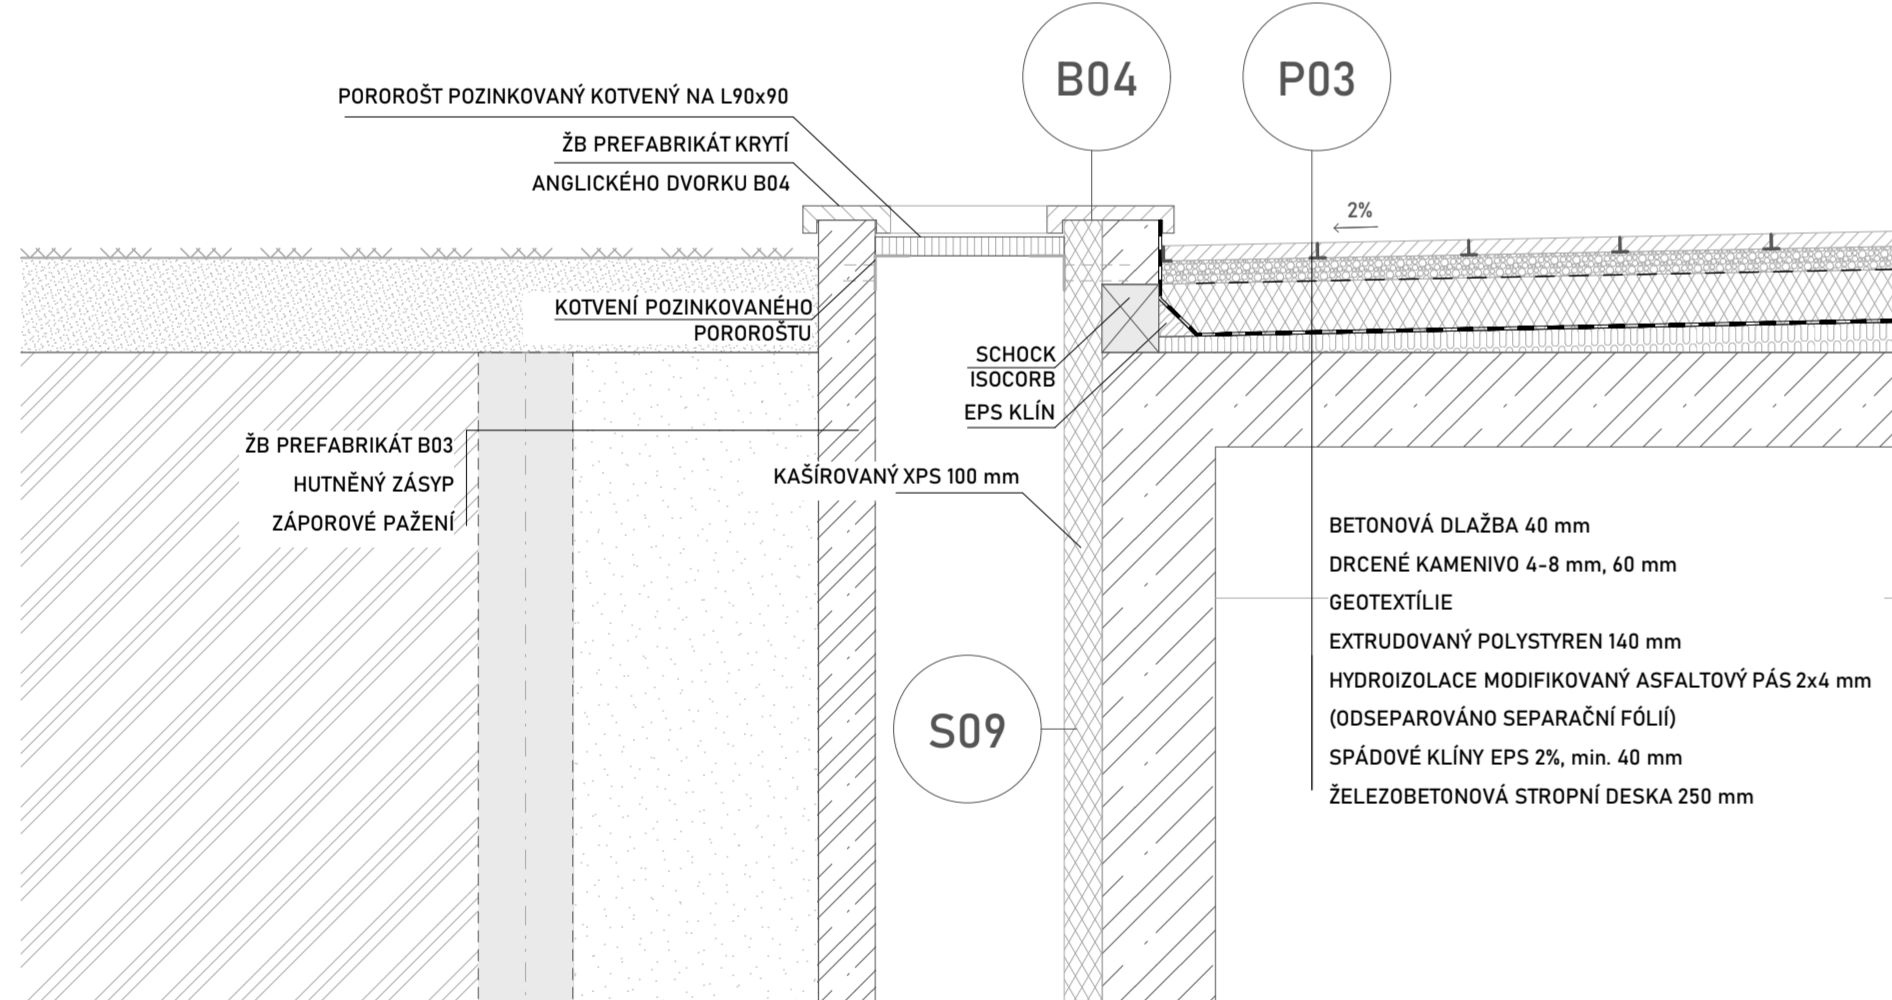 B04
P03
POROROŠT POZINKOVANÝ KOTVENÝ NA L90x90
ŽB PREFABRIKÁT KRYTÍ
ANGLICKÉHO DVORKU B04
2%
KOTVENÍ POZINKOVANÉHO
POROROŠTU
SCHOCK
ISOCORB
EPS KLÍN
ŽB PREFABRIKÁT B03
HUTNĚNÝ ZÁSYP
ZÁPOROVÉ PAŽENÍ
KAŠÍROVANÝ XPS 100 mm
S09
BETONOVÁ DLAŽBA 40 mm
DRCENÉ KAMENIVO 4-8 mm, 60 mm
GEOTEXTÍLIE
EXTRUDOVANÝ POLYSTYREN 140 mm
HYDROIZOLACE MODIFIKOVANÝ ASFALTOVÝ PÁS 2x4 mm
(ODSEPAROVÁNO SEPARAČNÍ FÓLIÍ)
SPÁDOVÉ KLÍNY EPS 2%, min. 40 mm
ŽELEZOBETONOVÁ STROPNÍ DESKA 250 mm